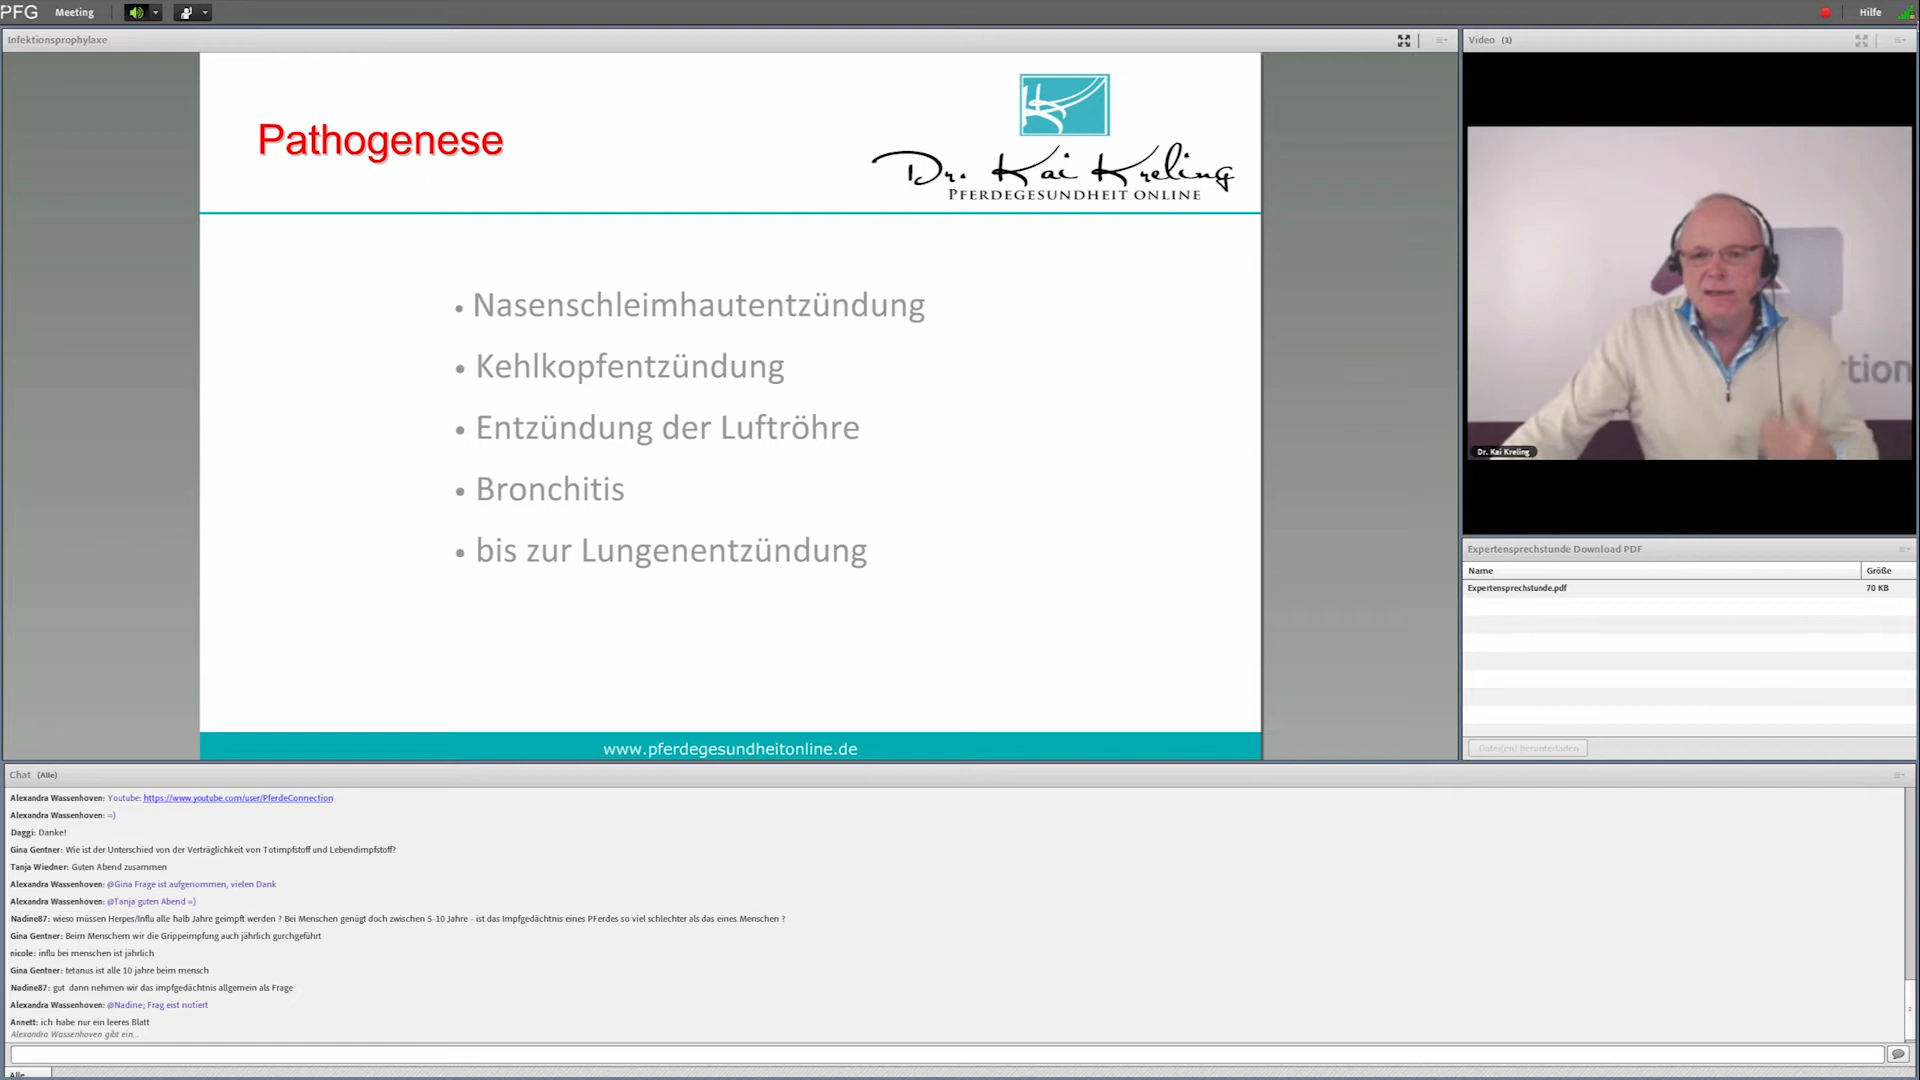 PFG Meeting Hilfe
Infektionsprophylaxe
Video (1)
Pathogenese
Dr. Kai Kreling
PFERDEGESUNDHEIT ONLINE
• Nasenschleimhautentzündung
• Kehlkopfentzündung
• Entzündung der Luftröhre
• Bronchitis
• bis zur Lungenentzündung
www.pferdegesundheitonline.de
ction
Dr. Kai Kreling
Expertensprechstunde Download PDF
Name Größe
Expertensprechstunde.pdf 70 KB
Datei(en) herunterladen
Chat (Alle)
Alexandra Wassenhoven: Youtube: https://www.youtube.com/user/PferdeConnection
Alexandra Wassenhoven: =)
Daggi: Danke!
Gina Gentner: Wie ist der Unterschied von der Verträglichkeit von Totimpfstoff und Lebendimpfstoff?
Tanja Wiedner: Guten Abend zusammen
Alexandra Wassenhoven: @Gina Frage ist aufgenommen, vielen Dank
Alexandra Wassenhoven: @Tanja guten Abend =)
Nadine87: wieso müssen Herpes/Influ alle halb Jahre geimpft werden ? Bei Menschen genügt doch zwischen 5-10 Jahre - ist das Impfgedächtnis eines PFerdes so viel schlechter als das eines Menschen ?
Gina Gentner: Beim Menschem wir die Grippeimpfung auch jährlich gurchgeführt
nicole: influ bei menschen ist jährlich
Gina Gentner: tetanus ist alle 10 jahre beim mensch
Nadine87: gut dann nehmen wir das impfgedächtnis allgemein als Frage
Alexandra Wassenhoven: @Nadine; Frag eist notiert
Annett: ich habe nur ein leeres Blatt
Alexandra Wassenhoven gibt ein...
Alle